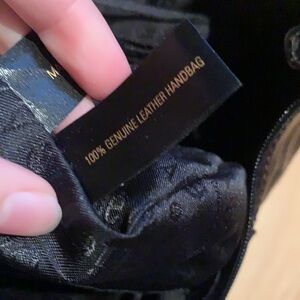 M
100% GENUINE LEATHER HANDBAG